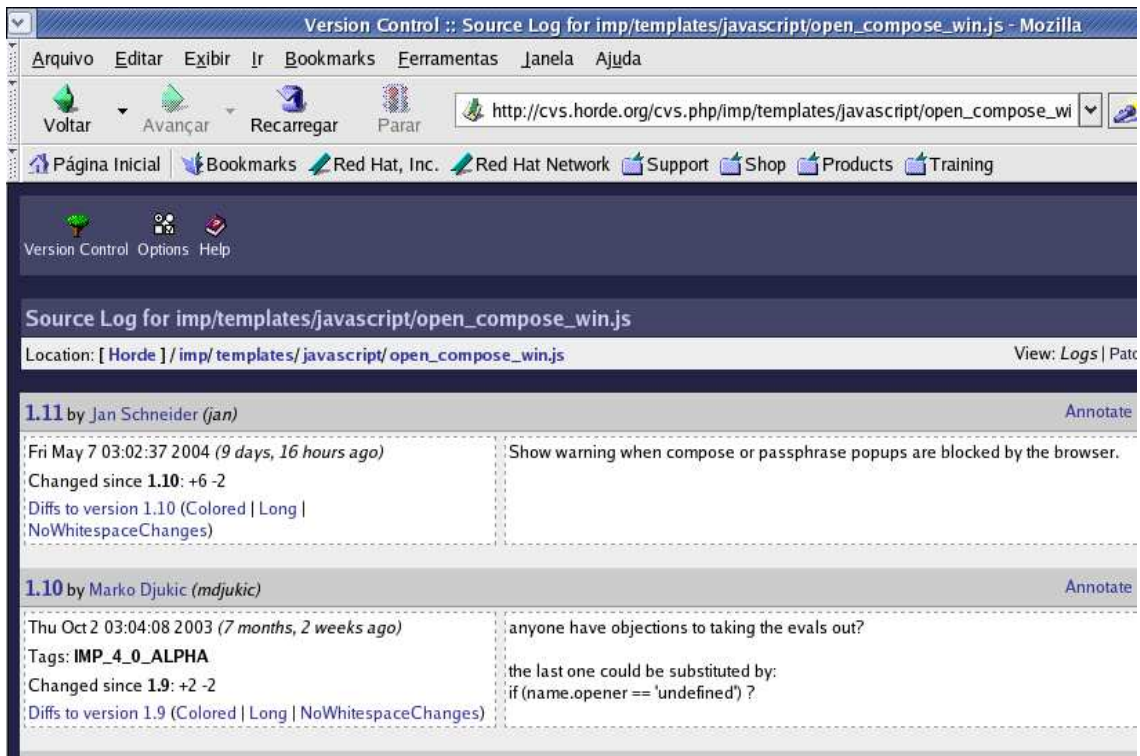 Version Control :: Source Log for imp/templates/javascript/open_compose_win.js - Mozilla
Arquivo Editar Exibir Ir Bookmarks Ferramentas Janela Ajuda
Voltar Avançar Recarregar Parar http://cvs.horde.org/cvs.php/imp/templates/javascript/open_compose_wi
Página Inicial Bookmarks Red Hat, Inc. Red Hat Network Support Shop Products Training
Version Control Options Help
Source Log for imp/templates/javascript/open_compose_win.js
Location: [ Horde ] / imp/ templates/ javascript/ open_compose_win.js View: Logs | Patc
1.11 by Jan Schneider (jan) Annotate
Fri May 7 03:02:37 2004 (9 days, 16 hours ago)
Changed since 1.10: +6 -2
Diffs to version 1.10 (Colored | Long |
NoWhitespaceChanges)
Show warning when compose or passphrase popups are blocked by the browser.
1.10 by Marko Djukic (mdjukic) Annotate
Thu Oct 2 03:04:08 2003 (7 months, 2 weeks ago)
Tags: IMP_4_0_ALPHA
Changed since 1.9: +2 -2
Diffs to version 1.9 (Colored | Long | NoWhitespaceChanges)
anyone have objections to taking the evals out?
the last one could be substituted by:
if (name.opener == 'undefined') ?